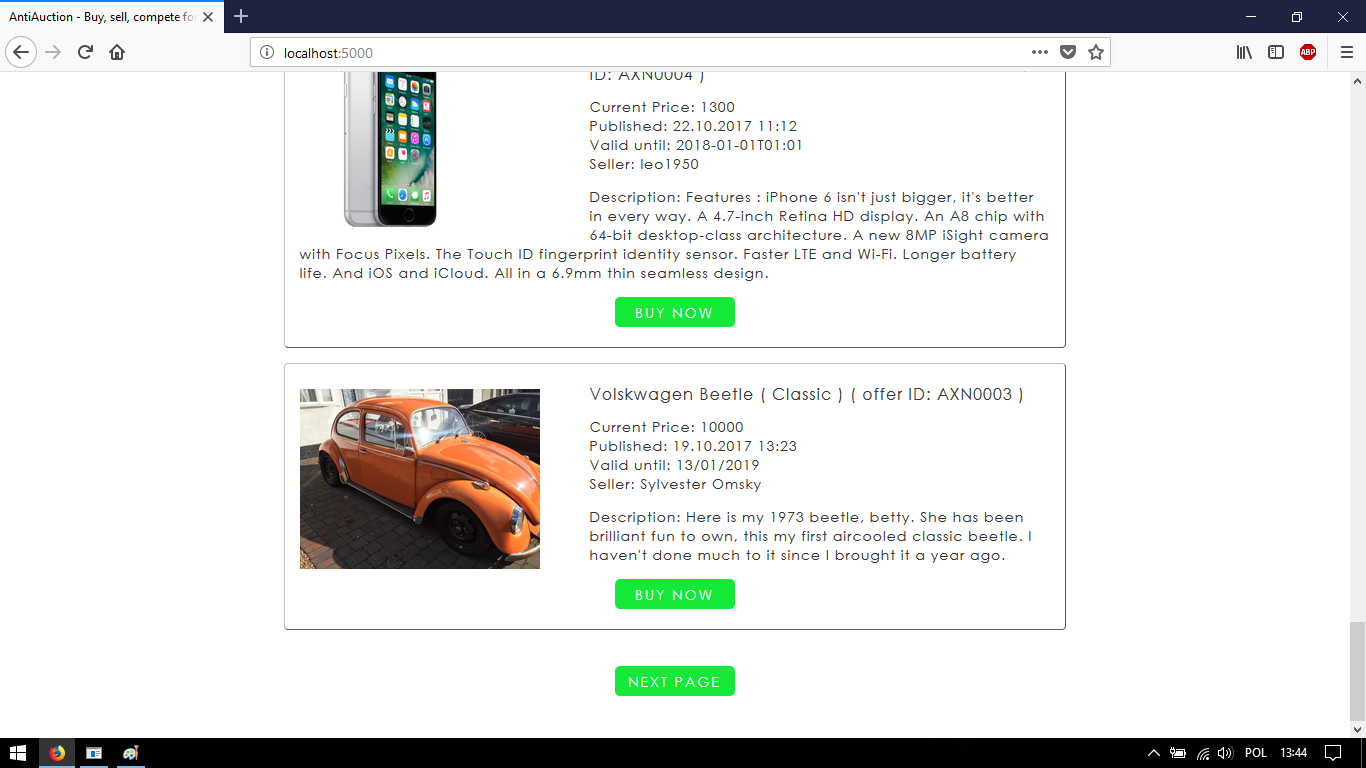 AntiAuction - Buy, sell, compete fo
localhost:5000
ABP
ID: AXN0004 )
Current Price: 1300
Published: 22.10.2017 11:12
Valid until: 2018-01-01T01:01
Seller: leo1950
Description: Features : iPhone 6 isn't just bigger, it's better
in every way. A 4.7-inch Retina HD display. An A8 chip with
64-bit desktop-class architecture. A new 8MP iSight camera
with Focus Pixels. The Touch ID fingerprint identity sensor. Faster LTE and Wi-Fi. Longer battery
life. And iOS and iCloud. All in a 6.9mm thin seamless design.
BUY NOW
Volskwagen Beetle ( Classic ) ( offer ID: AXN0003 )
Current Price: 10000
Published: 19.10.2017 13:23
Valid until: 13/01/2019
Seller: Sylvester Omsky
Description: Here is my 1973 beetle, betty. She has been
brilliant fun to own, this my first aircooled classic beetle. I
haven't done much to it since I brought it a year ago.
BUY NOW
NEXT PAGE
POL 13:44